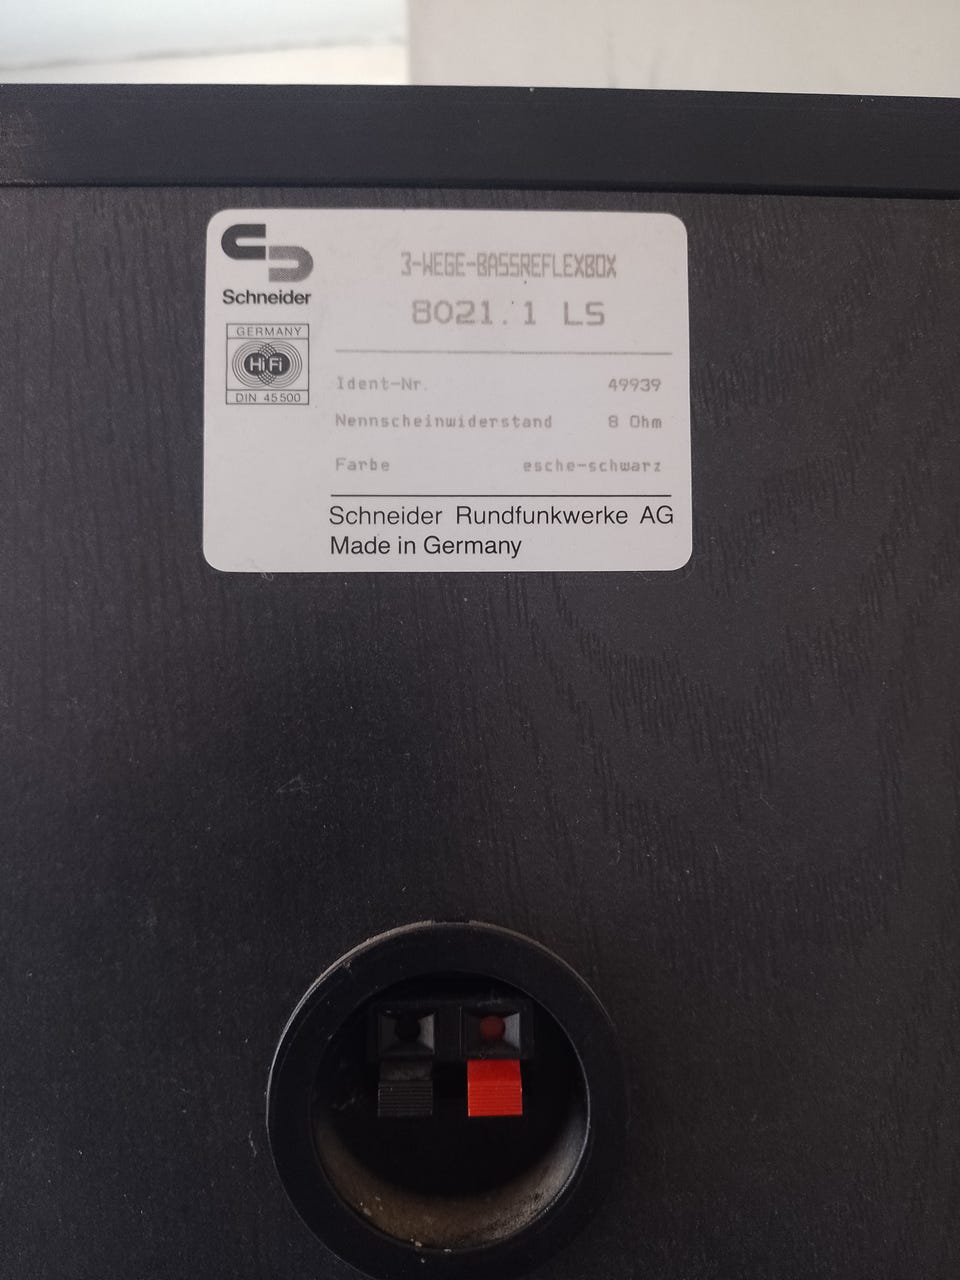 Schneider
GERMANY
HiFi
DIN 45500
3-WEGE-BASSREFLEXBOX
8021.1 LS
Ident-Nr. 49939
Nennscheinwiderstand 8 Ohm
Farbe esche-schwarz
Schneider Rundfunkwerke AG
Made in Germany